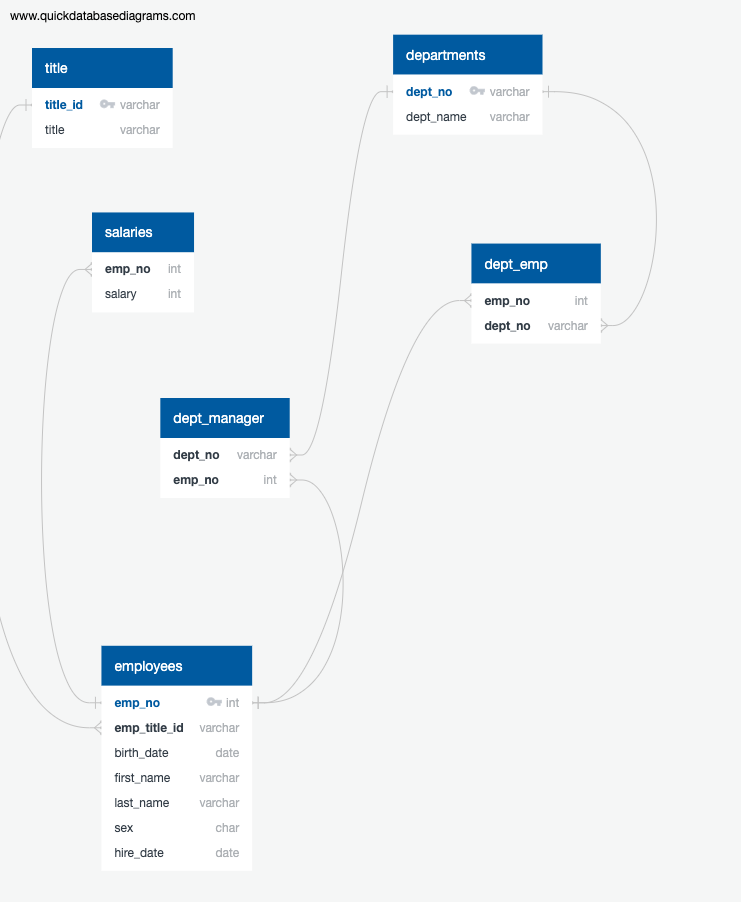 www.quickdatabasediagrams.com
title
title_id varchar
title varchar
departments
dept_no varchar
dept_name varchar
salaries
emp_no int
salary int
dept_emp
emp_no int
dept_no varchar
dept_manager
dept_no varchar
emp_no int
employees
emp_no int
emp_title_id varchar
birth_date date
first_name varchar
last_name varchar
sex char
hire_date date